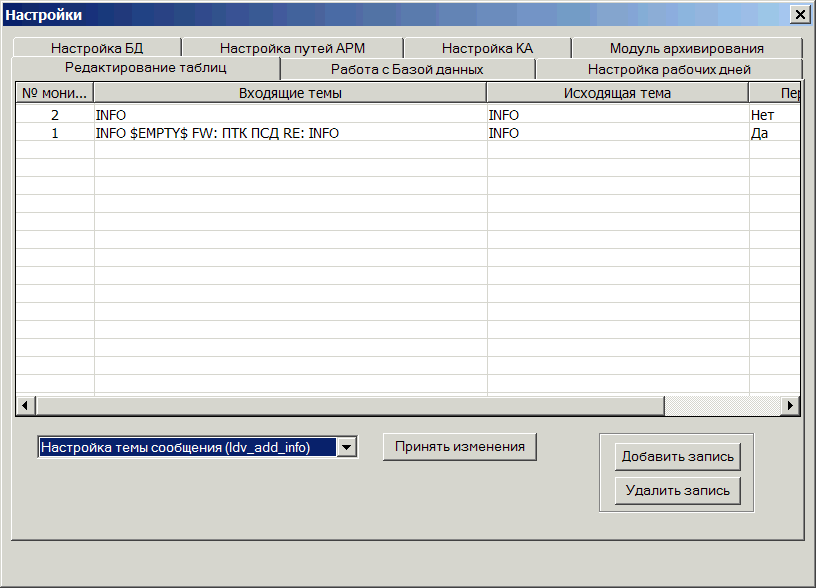 Настройки
Настройка БД Настройка путей АРМ Настройка КА Модуль архивирования
Редактирование таблиц Работа с Базой данных Настройка рабочих дней
№ мони... Входящие темы Исходящая тема Пер
2 INFO INFO Нет
1 INFO $EMPTY$ FW: ПТК ПСД RE: INFO INFO Да
Настройка темы сообщения (ldv_add_info) Принять изменения Добавить запись
Удалить запись